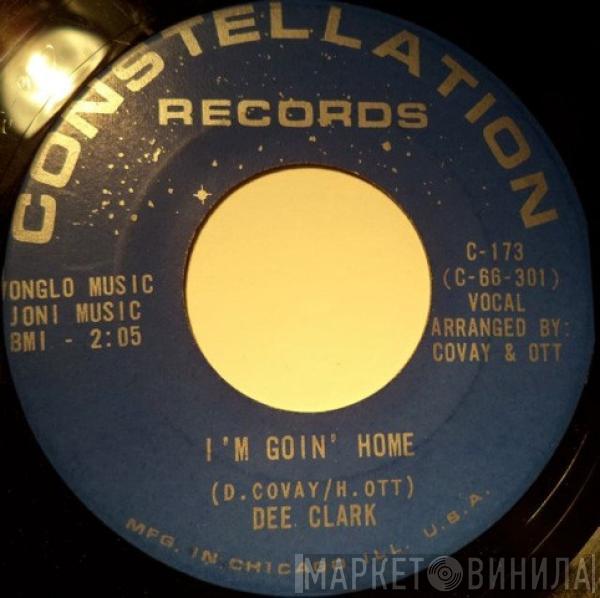 CONSTELLATION
RECORDS
VONGLO MUSIC
JONI MUSIC
BMI - 2:05
C-173
(C-66-301)
VOCAL
ARRANGED BY:
COVAY & OTT
I'M GOIN' HOME
(D.COVAY/H.OTT)
DEE CLARK
MFG. IN CHICAGO ILL. U.S.A.
МАРКЕТ ВИНИЛА